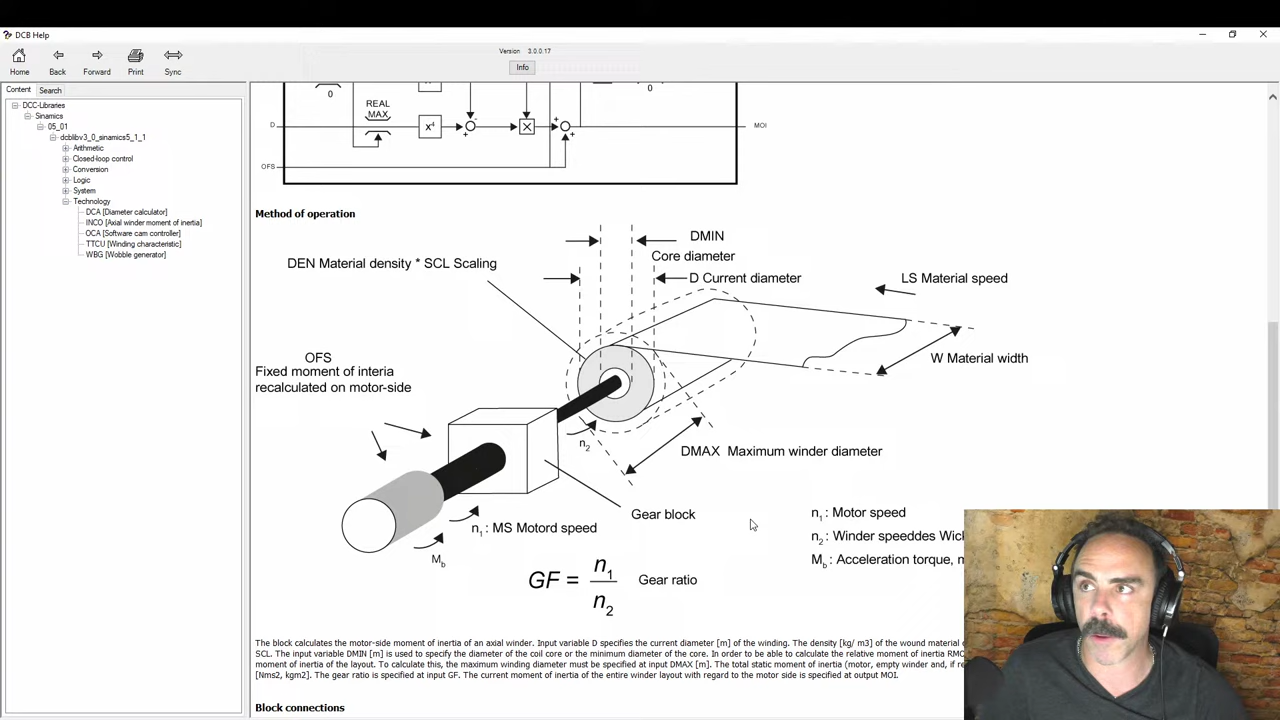 DCB Help
Version 3.0.0.17
Home Back Forward Print Sync
Info
Content Search
DCC-Libraries
Sinamics
05_01
dcblibv3_0_sinamics5_1_1
Arithmetic
Closed-loop control
Conversion
Logic
System
Technology
DCA [Diameter calculator]
INCO [Axial winder moment of inertia]
OCA [Software cam controller]
TTCU [Winding characteristic]
WBG [Wobble generator]
0
0
REAL
MAX
D
x⁴
-
+
X
+
+
MOI
OFS
Method of operation
DMIN
Core diameter
DEN Material density * SCL Scaling
D Current diameter
LS Material speed
W Material width
OFS
Fixed moment of interia
recalculated on motor-side
n2
DMAX Maximum winder diameter
Gear block
n1 : MS Motord speed
Mb
n1 : Motor speed
n2 : Winder speeddes Wick
Mb : Acceleration torque, m
GF = n1
n2
Gear ratio
The block calculates the motor-side moment of inertia of an axial winder. Input variable D specifies the current diameter [m] of the winding. The density [kg/ m3] of the wound material
SCL. The input variable DMIN [m] is used to specify the diameter of the coil core or the minimum diameter of the core. In order to be able to calculate the relative moment of inertia RMO
moment of inertia of the layout. To calculate this, the maximum winding diameter must be specified at input DMAX [m]. The total static moment of inertia (motor, empty winder and, if re
[Nms2, kgm2]. The gear ratio is specified at input GF. The current moment of inertia of the entire winder layout with regard to the motor side is specified at output MOI.
Block connections